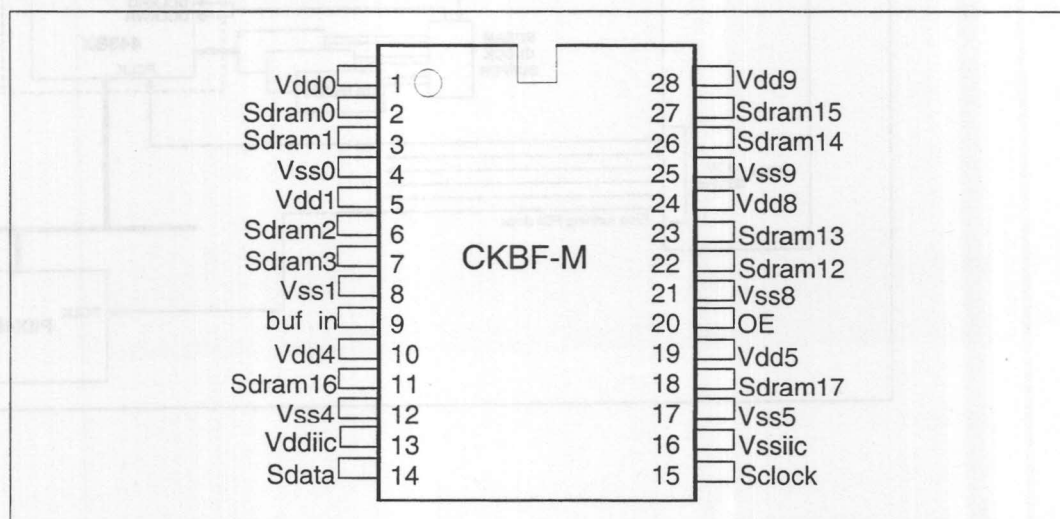 Vdd0 1 28 Vdd9
Sdram0 2 27 Sdram15
Sdram1 3 26 Sdram14
Vss0 4 25 Vss9
Vdd1 5 24 Vdd8
Sdram2 6 23 Sdram13
Sdram3 7 CKBF-M 22 Sdram12
Vss1 8 21 Vss8
buf in 9 20 OE
Vdd4 10 19 Vdd5
Sdram16 11 18 Sdram17
Vss4 12 17 Vss5
Vddiic 13 16 Vssiic
Sdata 14 15 Sclock